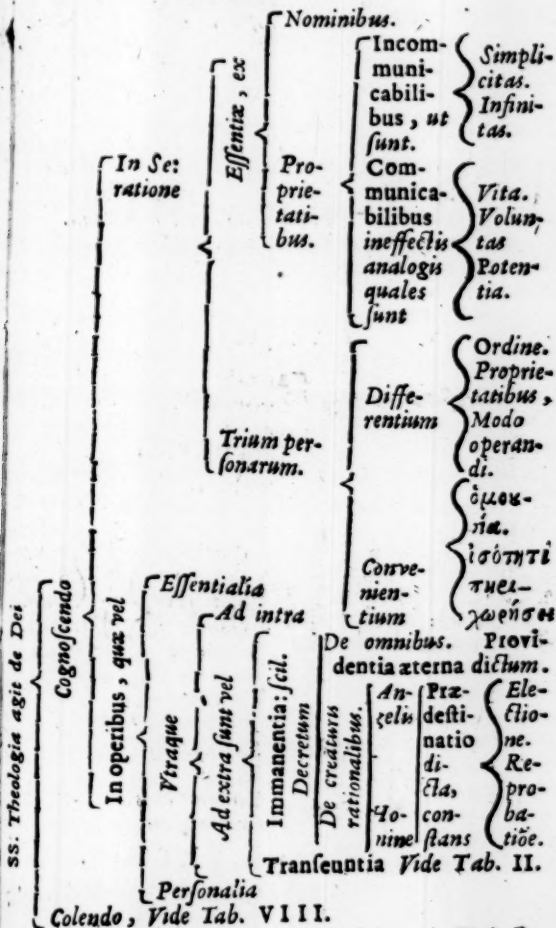 Nominibus.
Essentiæ, ex
Incom-
muni-
cabili-
bus, ut
sunt.
Simpli-
citas.
Infini-
tas.
In Se:
ratione
Pro-
prie-
tati-
bus.
Com-
munica-
bilibus
ineffectis
analogis
quales
sunt
Vita.
Volun-
tas
Poten-
tia.
Trium per-
sonarum.
Diffe-
rentium
Ordine.
Proprie-
tatibus,
Modo
operan-
di.
Conve-
nien-
tium
ἰσότητι
χωρήσει
SS. Theologia agit de Dei
Cognoscendo
In operibus, quæ vel
Essentialia
Vtraque
Ad intra
Ad extra sunt vel
Immanentia. scil.
Decretum
De omnibus. Provi-
dentia æterna dictum.
De creaturis
rationalibus.
An-
gelis
Ho-
mine
Præ-
desti-
natio
di-
cta,
con-
stans
Ele-
ctio-
ne.
Re-
pro-
ba-
tiõe.
Transeuntia Vide Tab. II.
Personalia
Colendo, Vide Tab. VIII.